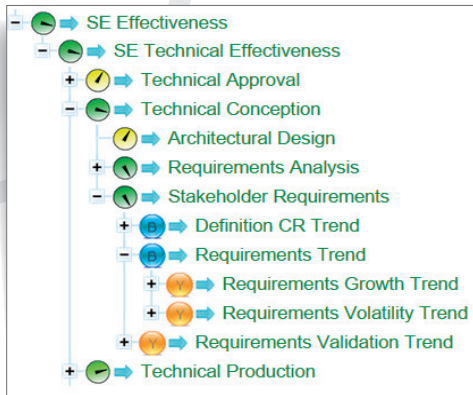 SE Effectiveness
SE Technical Effectiveness
Technical Approval
Technical Conception
Architectural Design
Requirements Analysis
Stakeholder Requirements
B Definition CR Trend
B Requirements Trend
Y Requirements Growth Trend
Y Requirements Volatility Trend
Y Requirements Validation Trend
Technical Production